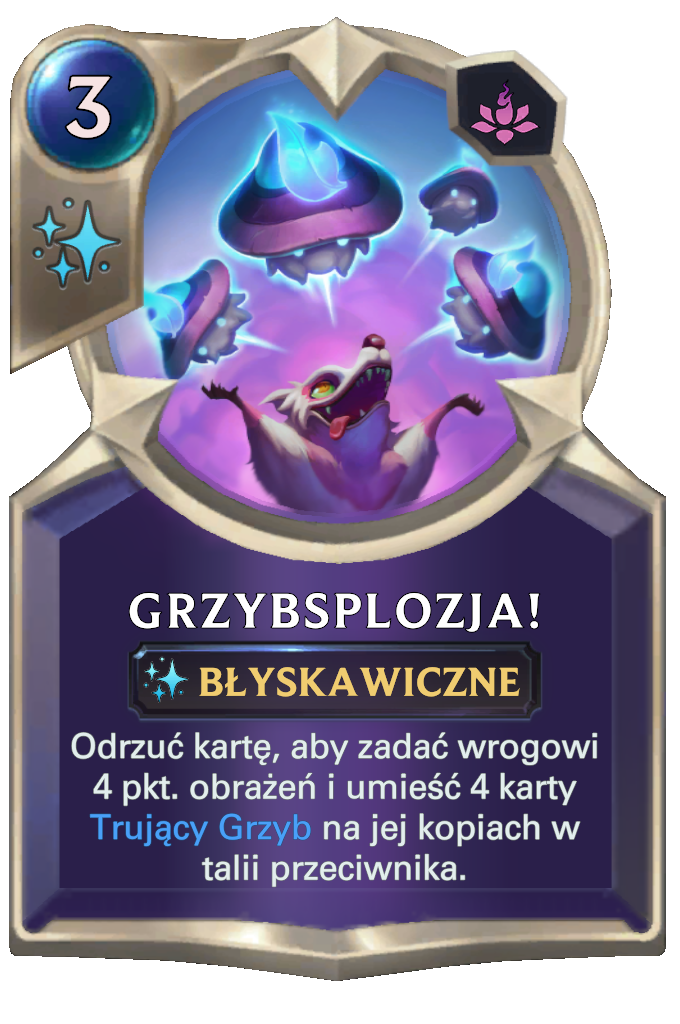 3
GRZYBSPLOZJA!
BŁYSKAWICZNE
Odrzuć kartę, aby zadać wrogowi
4 pkt. obrażeń i umieść 4 karty
Trujący Grzyb na jej kopiach w
talii przeciwnika.